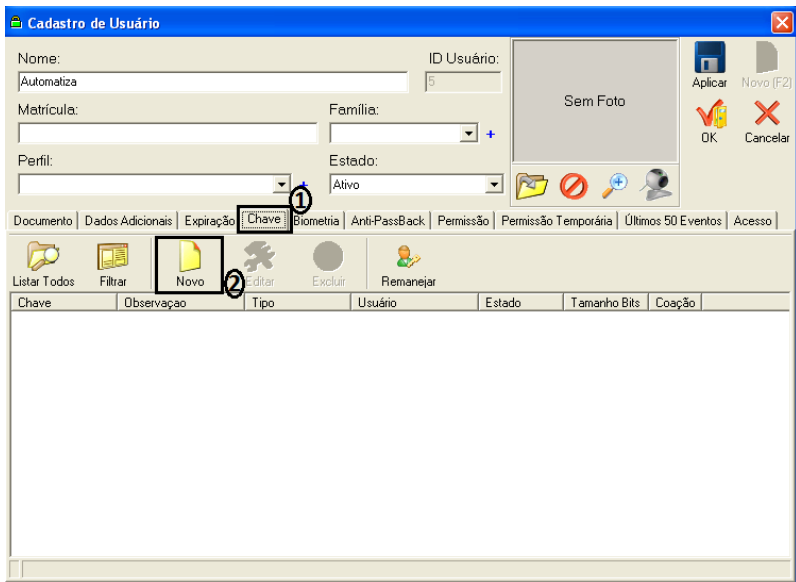 Cadastro de Usuário
Nome: ID Usuário:
Automatiza 5
Sem Foto
Aplicar Novo (F2)
Matrícula: Família:
+
OK Cancelar
Perfil: Estado:
+ Ativo
1
Documento Dados Adicionais Expiração Chave Biometria Anti-PassBack Permissão Permissão Temporária Últimos 50 Eventos Acesso
Listar Todos Filtrar Novo 2 Editar Excluir Remanejar
Chave Observaçao Tipo Usuário Estado Tamanho Bits Coação